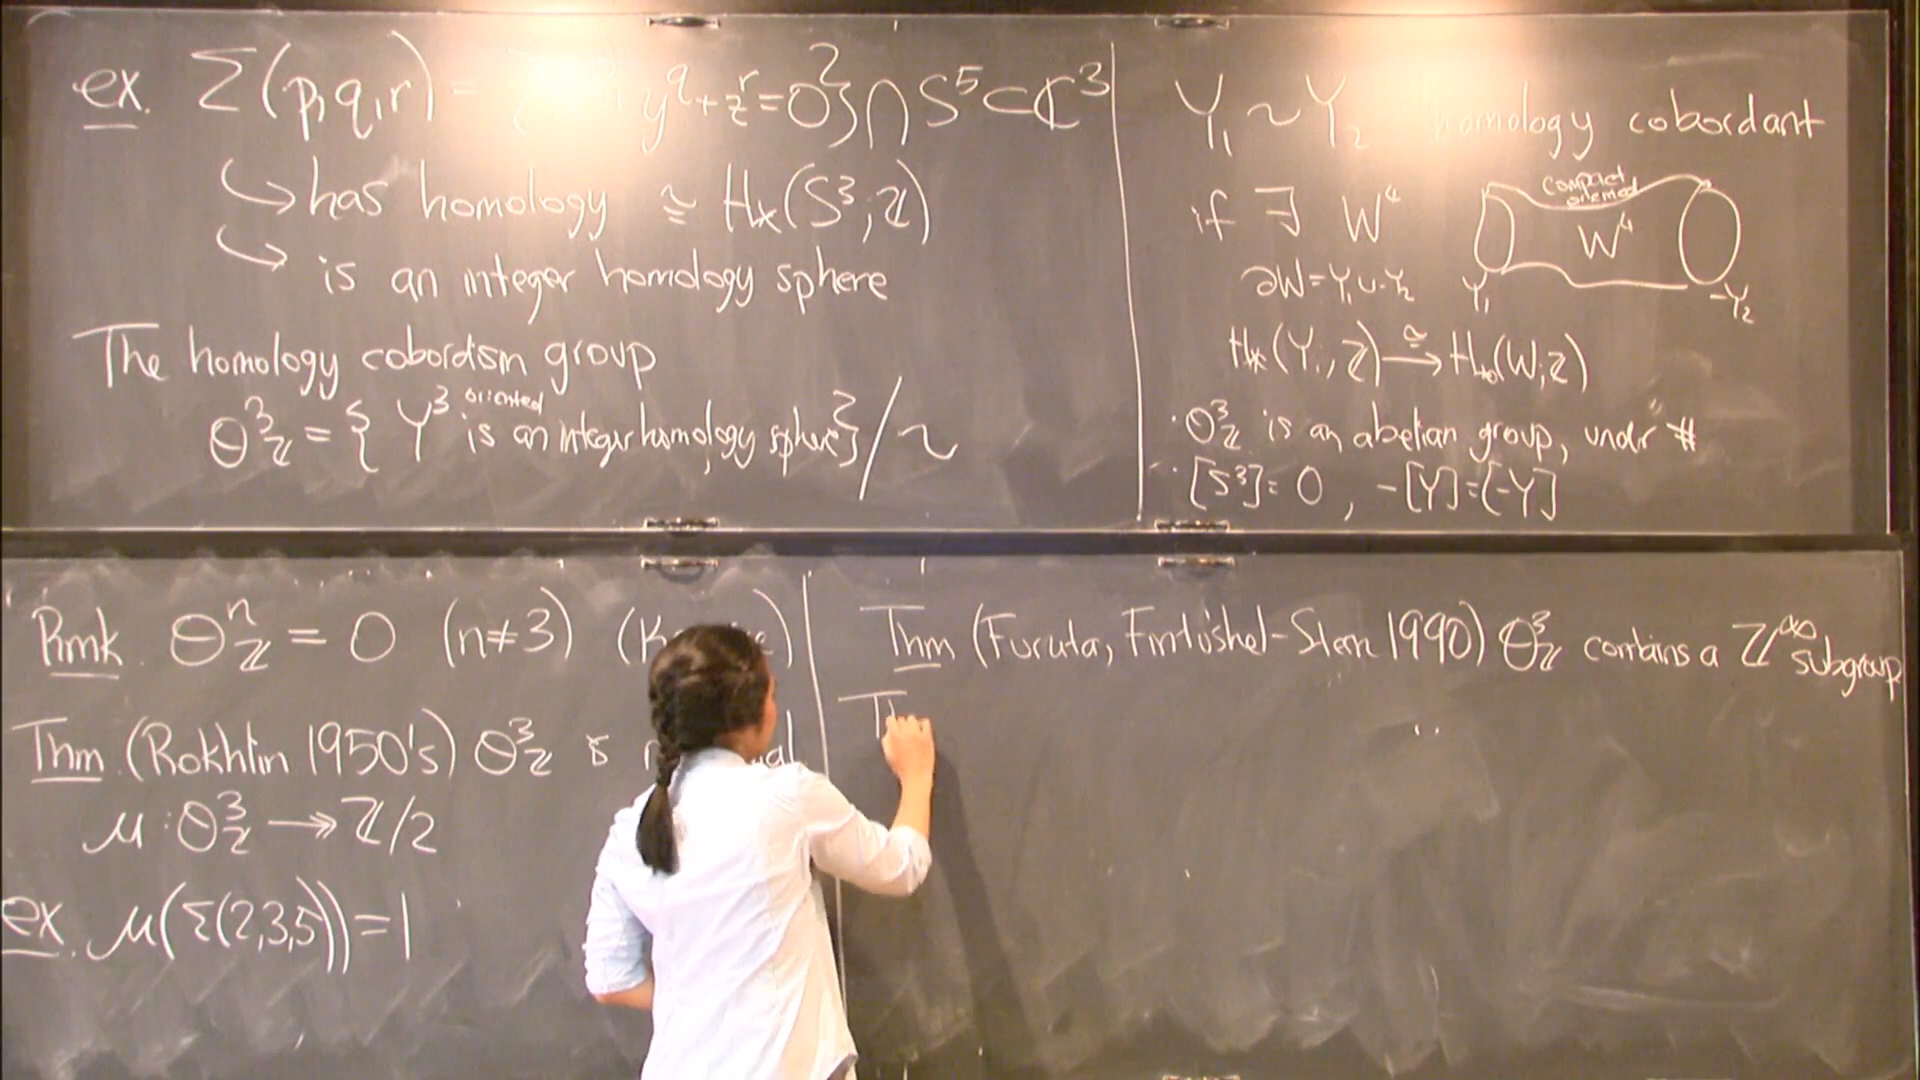 ex. Σ(p,q,r) = { y^q + z^r = 0} ∩ S^5 ⊂ ℂ^3
↪ has homology ≅ H_*(S^3; ℤ)
↪ is an integer homology sphere
The homology cobordism group
Θ^3_ℤ = { Y^3 oriented is an integer homology sphere} / ~
Y_1 ~ Y_2 homology cobordant
if ∃ W^4
compact oriented
W^4
∂W = Y_1 ∪ -Y_2
Y_1
-Y_2
H_*(Y_i, ℤ) ≅→ H_*(W; ℤ)
· Θ^3_ℤ is an abelian group, under #
· [S^3] = 0, -[Y] = [-Y]
Rmk. Θ^n_ℤ = 0 (n≠3)
Thm. (Rokhlin 1950's) Θ^3_ℤ is
μ : Θ^3_ℤ ↠ ℤ/2
ex. μ(Σ(2,3,5)) = 1
Thm (Furuta, Fintushel-Stern 1990) Θ^3_ℤ contains a ℤ^∞ subgroup